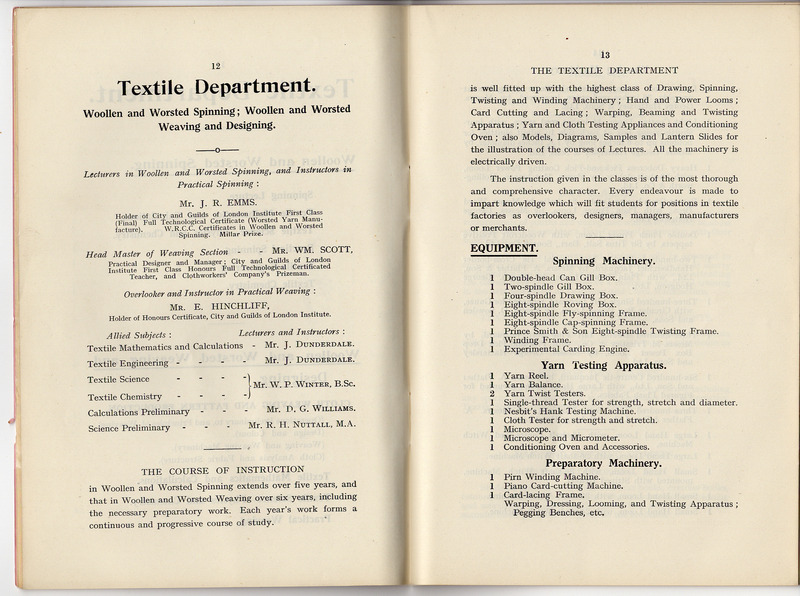 12
Textile Department.
Woollen and Worsted Spinning; Woollen and Worsted
Weaving and Designing.
Lecturers in Woollen and Worsted Spinning, and Instructors in
Practical Spinning :
Mr. J. R. EMMS.
Holder of City and Guilds of London Institute First Class
(Final) Full Technological Certificate (Worsted Yarn Manu-
facture). W.R.C.C. Certificates in Woollen and Worsted
Spinning. Millar Prize.
Head Master of Weaving Section - - MR. WM. SCOTT,
Practical Designer and Manager; City and Guilds of London
Institute First Class Honours Full Technological Certificated
Teacher, and Clothworkers' Company's Prizeman.
Overlooker and Instructor in Practical Weaving :
MR. E. HINCHLIFF,
Holder of Honours Certificate, City and Guilds of London Institute.
Allied Subjects : Lecturers and Instructors :
Textile Mathematics and Calculations - Mr. J. DUNDERDALE.
Textile Engineering - - - - Mr. J. DUNDERDALE.
Textile Science - - - -
Mr. W. P. WINTER, B.Sc.
Textile Chemistry - - - -
Calculations Preliminary - - - Mr. D. G. WILLIAMS.
Science Preliminary - - - - Mr. R. H. NUTTALL, M.A.
THE COURSE OF INSTRUCTION
in Woollen and Worsted Spinning extends over five years, and
that in Woollen and Worsted Weaving over six years, including
the necessary preparatory work. Each year's work forms a
continuous and progressive course of study.
13
THE TEXTILE DEPARTMENT
is well fitted up with the highest class of Drawing, Spinning,
Twisting and Winding Machinery ; Hand and Power Looms ;
Card Cutting and Lacing ; Warping, Beaming and Twisting
Apparatus ; Yarn and Cloth Testing Appliances and Conditioning
Oven ; also Models, Diagrams, Samples and Lantern Slides for
the illustration of the courses of Lectures. All the machinery is
electrically driven.
The instruction given in the classes is of the most thorough
and comprehensive character. Every endeavour is made to
impart knowledge which will fit students for positions in textile
factories as overlookers, designers, managers, manufacturers
or merchants.
EQUIPMENT.
Spinning Machinery.
1 Double-head Can Gill Box.
1 Two-spindle Gill Box.
1 Four-spindle Drawing Box.
1 Eight-spindle Roving Box.
1 Eight-spindle Fly-spinning Frame.
1 Eight-spindle Cap-spinning Frame.
1 Prince Smith & Son Eight-spindle Twisting Frame.
1 Winding Frame.
1 Experimental Carding Engine.
Yarn Testing Apparatus.
1 Yarn Reel.
1 Yarn Balance.
2 Yarn Twist Testers.
1 Single-thread Tester for strength, stretch and diameter.
1 Nesbit's Hank Testing Machine.
1 Cloth Tester for strength and stretch.
1 Microscope.
1 Microscope and Micrometer.
1 Conditioning Oven and Accessories.
Preparatory Machinery.
1 Pirn Winding Machine.
1 Piano Card-cutting Machine.
1 Card-lacing Frame.
Warping, Dressing, Looming, and Twisting Apparatus ;
Pegging Benches, etc.